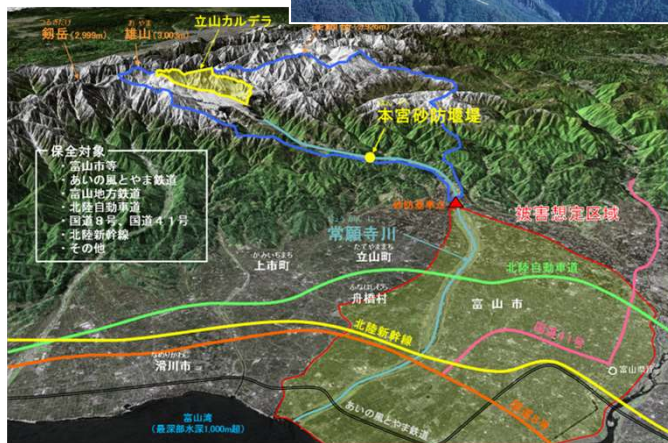 つるぎだけ
剱岳(2,999m)
おやま
雄山(3,003m)
立山カルデラ
本宮砂防堰堤
保全対象
・富山市等
・あいの風とやま鉄道
・富山地方鉄道
・北陸自動車道
・国道8号、国道41号
・北陸新幹線
・その他
被害想定区域
常願寺川
かみいちまち
上市町
たてやままち
立山町
北陸自動車道
ふなはしむら
舟橋村
富山市
北陸新幹線
国道41号
なめりかわし
滑川市
富山県庁
富山湾
(最深部水深1,000m超)
あいの風とやま鉄道
国道8号